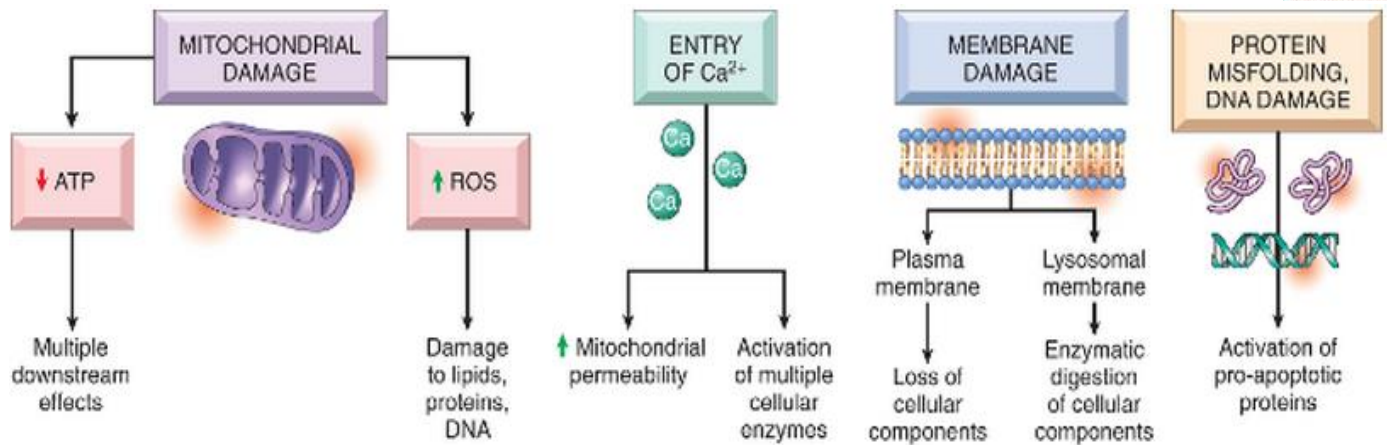 MITOCHONDRIAL
DAMAGE
↓ ATP
↑ ROS
Multiple
downstream
effects
Damage
to lipids,
proteins,
DNA
ENTRY
OF Ca²⁺
Ca
Ca
Ca
↑ Mitochondrial
permeability
Activation
of multiple
cellular
enzymes
MEMBRANE
DAMAGE
Plasma
membrane
Lysosomal
membrane
Loss of
cellular
components
Enzymatic
digestion
of cellular
components
PROTEIN
MISFOLDING,
DNA DAMAGE
Activation of
pro-apoptotic
proteins